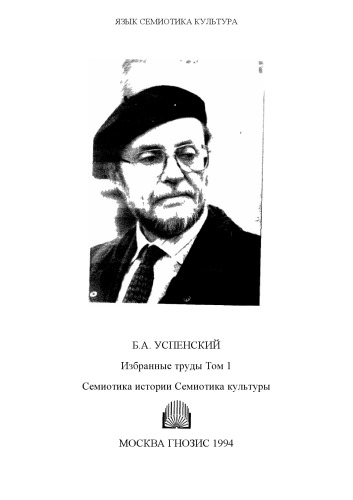 ЯЗЫК СЕМИОТИКА КУЛЬТУРА
Б.А. УСПЕНСКИЙ
Избранные труды Том 1
Семиотика истории Семиотика культуры
МОСКВА ГНОЗИС 1994